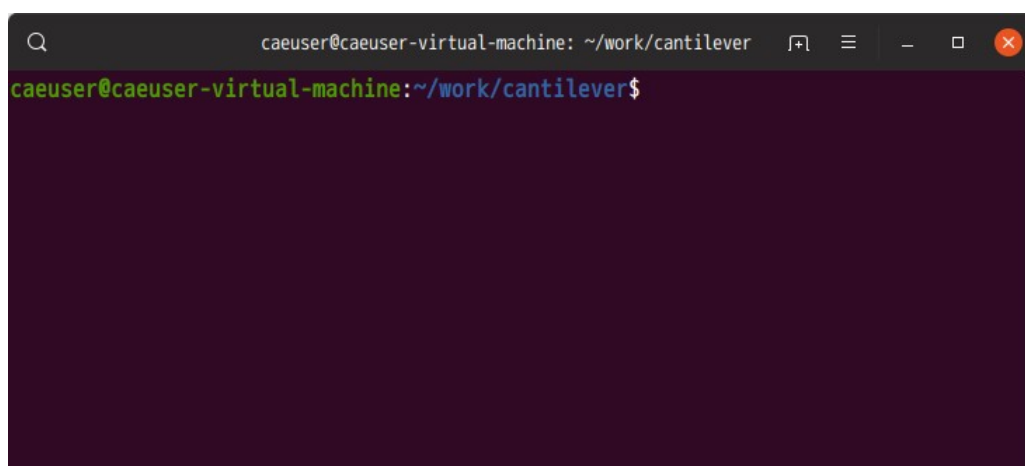 caeuser@caeuser-virtual-machine: ~/work/cantilever
caeuser@caeuser-virtual-machine:~/work/cantilever$